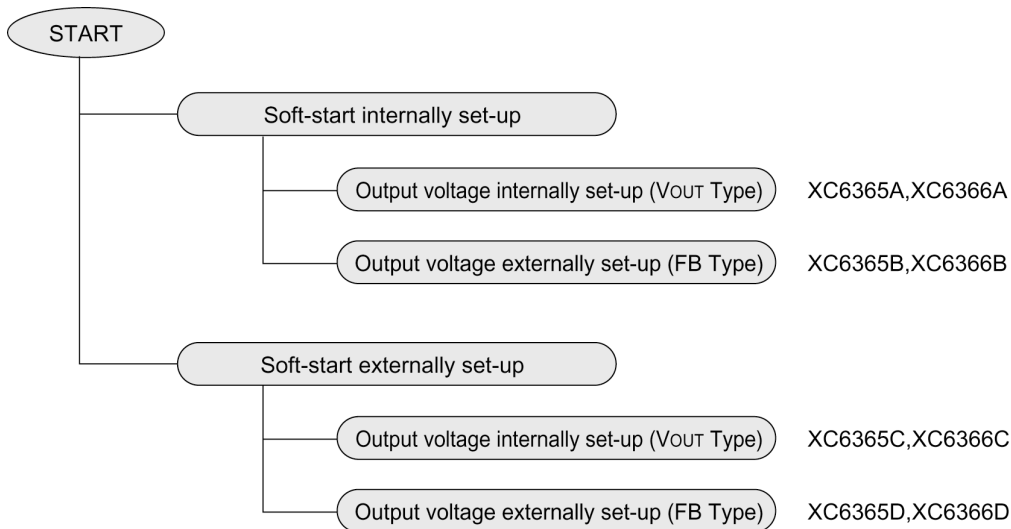 START
Soft-start internally set-up
Output voltage internally set-up (VOUT Type) XC6365A,XC6366A
Output voltage externally set-up (FB Type) XC6365B,XC6366B
Soft-start externally set-up
Output voltage internally set-up (VOUT Type) XC6365C,XC6366C
Output voltage externally set-up (FB Type) XC6365D,XC6366D